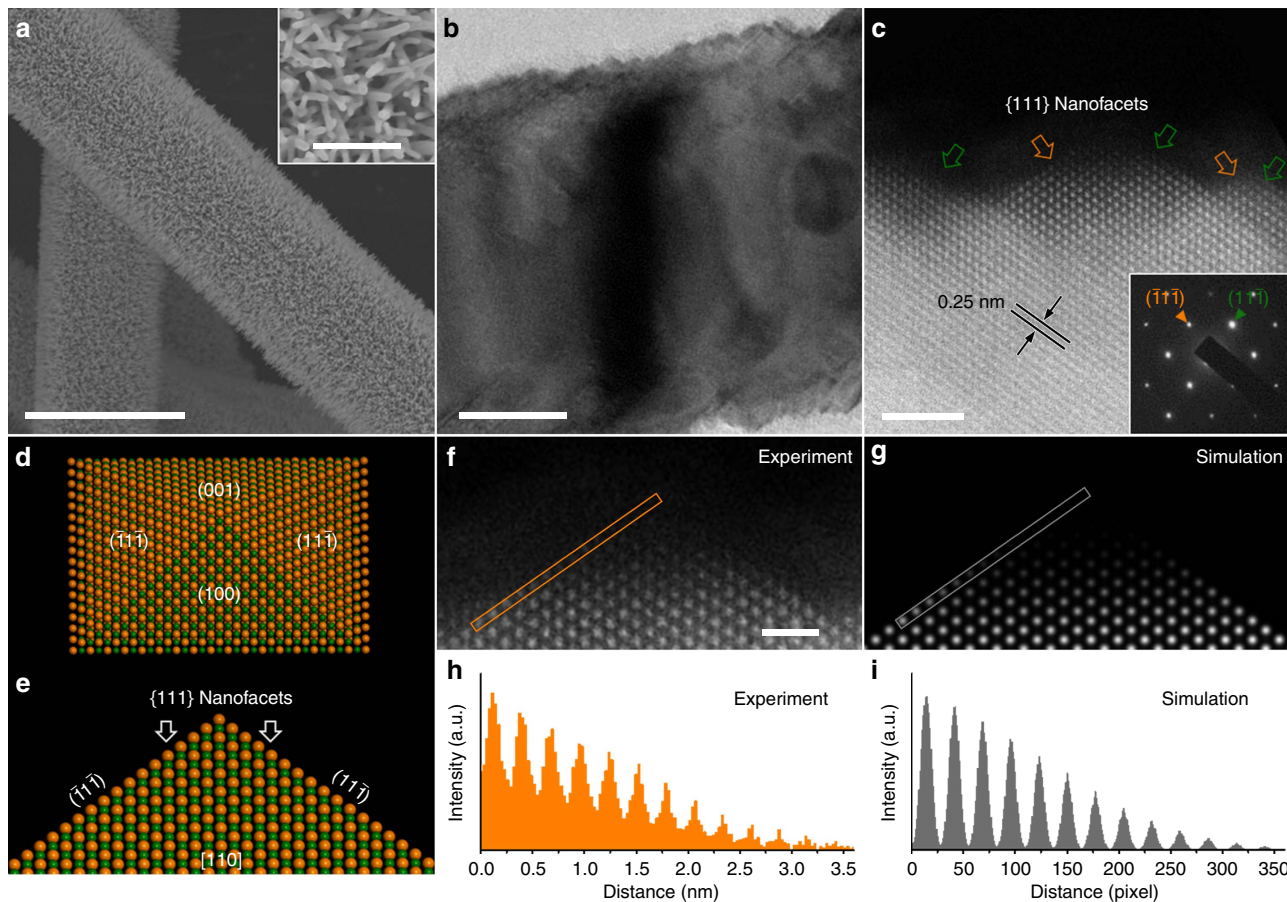 a
b
c
{111} Nanofacets
0.25 nm
(1̄11̄)
(111̄)
d
(001)
(1̄11̄)
(111̄)
(100)
e
{111} Nanofacets
(1̄11̄)
(111̄)
[110]
f
Experiment
g
Simulation
h
Experiment
Intensity (a.u.)
0.0 0.5 1.0 1.5 2.0 2.5 3.0 3.5
Distance (nm)
i
Simulation
Intensity (a.u.)
0 50 100 150 200 250 300 350
Distance (pixel)